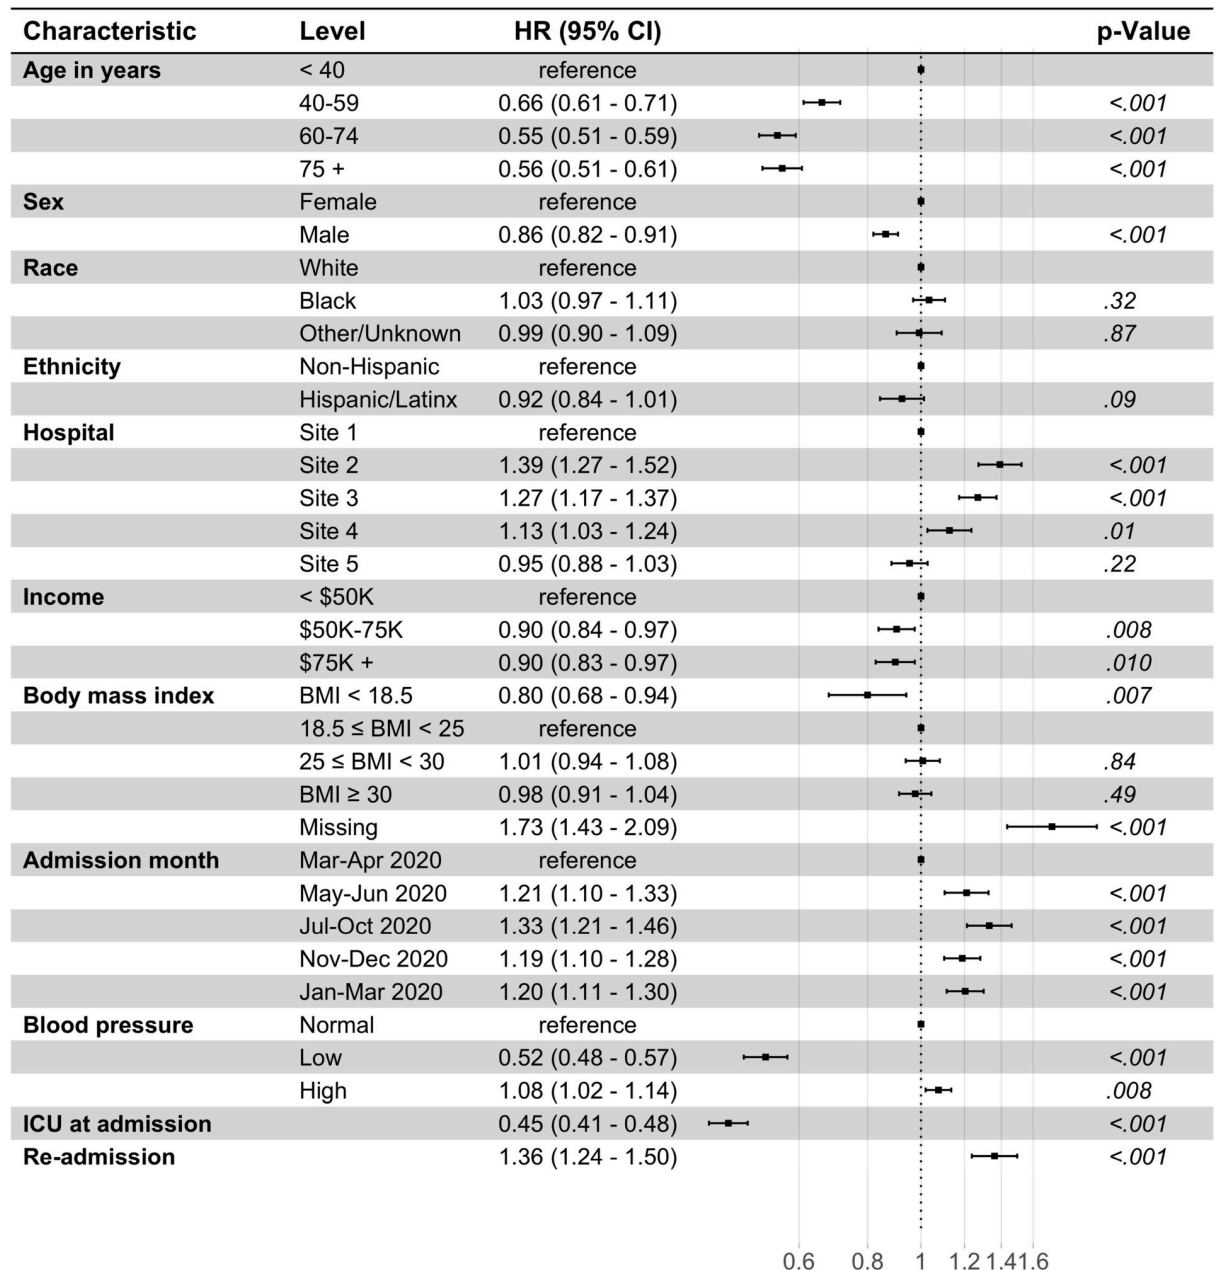 Characteristic Level HR (95% CI) p-Value
Age in years < 40 reference
40-59 0.66 (0.61 - 0.71) <.001
60-74 0.55 (0.51 - 0.59) <.001
75 + 0.56 (0.51 - 0.61) <.001
Sex Female reference
Male 0.86 (0.82 - 0.91) <.001
Race White reference
Black 1.03 (0.97 - 1.11) .32
Other/Unknown 0.99 (0.90 - 1.09) .87
Ethnicity Non-Hispanic reference
Hispanic/Latinx 0.92 (0.84 - 1.01) .09
Hospital Site 1 reference
Site 2 1.39 (1.27 - 1.52) <.001
Site 3 1.27 (1.17 - 1.37) <.001
Site 4 1.13 (1.03 - 1.24) .01
Site 5 0.95 (0.88 - 1.03) .22
Income < $50K reference
$50K-75K 0.90 (0.84 - 0.97) .008
$75K + 0.90 (0.83 - 0.97) .010
Body mass index BMI < 18.5 0.80 (0.68 - 0.94) .007
18.5 ≤ BMI < 25 reference
25 ≤ BMI < 30 1.01 (0.94 - 1.08) .84
BMI ≥ 30 0.98 (0.91 - 1.04) .49
Missing 1.73 (1.43 - 2.09) <.001
Admission month Mar-Apr 2020 reference
May-Jun 2020 1.21 (1.10 - 1.33) <.001
Jul-Oct 2020 1.33 (1.21 - 1.46) <.001
Nov-Dec 2020 1.19 (1.10 - 1.28) <.001
Jan-Mar 2020 1.20 (1.11 - 1.30) <.001
Blood pressure Normal reference
Low 0.52 (0.48 - 0.57) <.001
High 1.08 (1.02 - 1.14) .008
ICU at admission 0.45 (0.41 - 0.48) <.001
Re-admission 1.36 (1.24 - 1.50) <.001
0.6 0.8 1 1.2 1.4 1.6